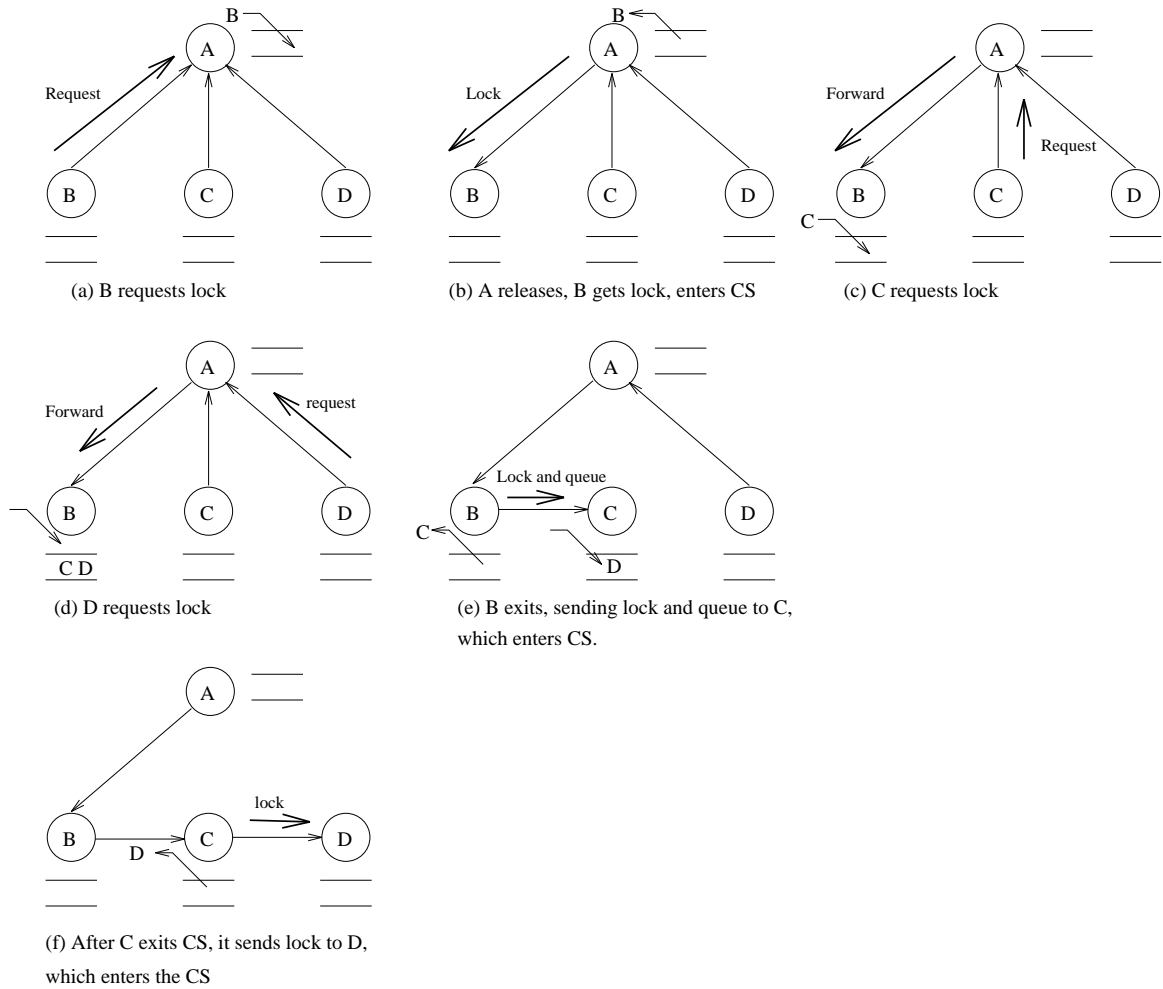 B
A
Request
B C D
(a) B requests lock
B
A
Lock
B C D
(b) A releases, B gets lock, enters CS
A
Forward
Request
B C D
C
(c) C requests lock
A
Forward
request
B C D
C D
(d) D requests lock
A
Lock and queue
B C D
C
D
(e) B exits, sending lock and queue to C,
which enters CS.
A
lock
B C D
D
(f) After C exits CS, it sends lock to D,
which enters the CS